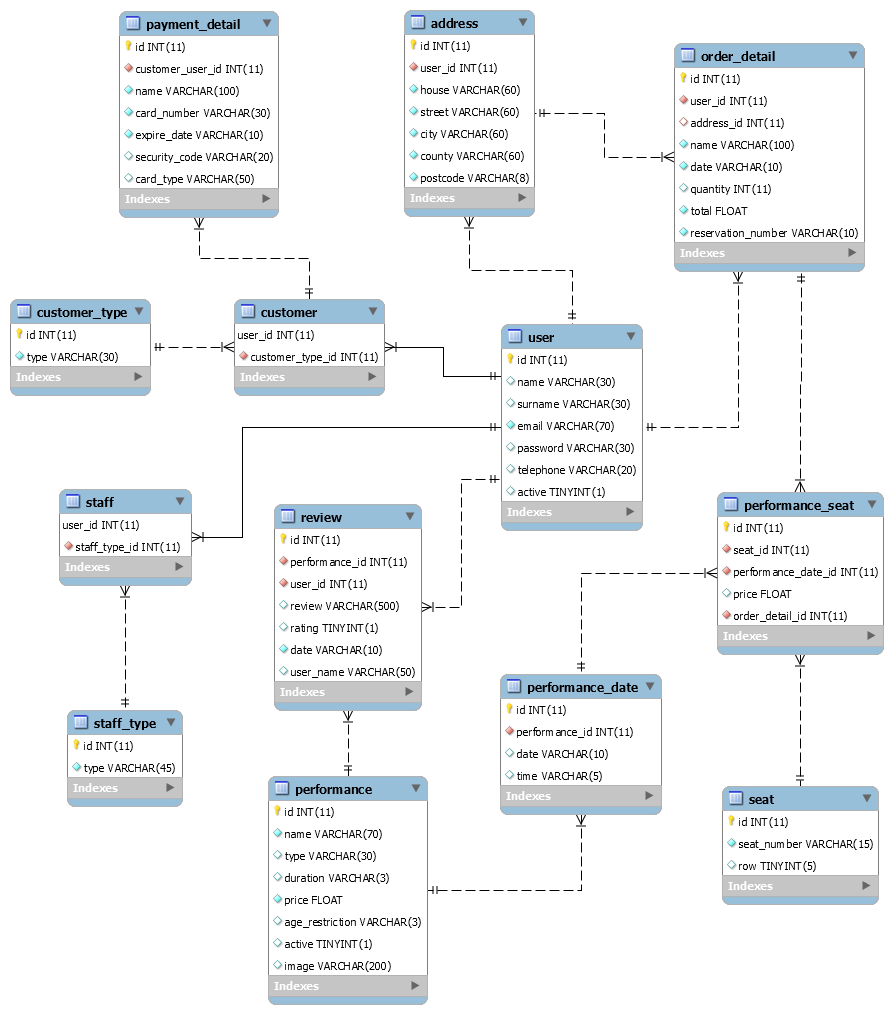 payment_detail
id INT(11)
customer_user_id INT(11)
name VARCHAR(100)
card_number VARCHAR(30)
expire_date VARCHAR(10)
security_code VARCHAR(20)
card_type VARCHAR(50)
Indexes
address
id INT(11)
user_id INT(11)
house VARCHAR(60)
street VARCHAR(60)
city VARCHAR(60)
county VARCHAR(60)
postcode VARCHAR(8)
Indexes
order_detail
id INT(11)
user_id INT(11)
address_id INT(11)
name VARCHAR(100)
date VARCHAR(10)
quantity INT(11)
total FLOAT
reservation_number VARCHAR(10)
Indexes
customer_type
id INT(11)
type VARCHAR(30)
Indexes
customer
user_id INT(11)
customer_type_id INT(11)
Indexes
user
id INT(11)
name VARCHAR(30)
surname VARCHAR(30)
email VARCHAR(70)
password VARCHAR(30)
telephone VARCHAR(20)
active TINYINT(1)
Indexes
staff
user_id INT(11)
staff_type_id INT(11)
Indexes
review
id INT(11)
performance_id INT(11)
user_id INT(11)
review VARCHAR(500)
rating TINYINT(1)
date VARCHAR(10)
user_name VARCHAR(50)
Indexes
performance_seat
id INT(11)
seat_id INT(11)
performance_date_id INT(11)
price FLOAT
order_detail_id INT(11)
Indexes
staff_type
id INT(11)
type VARCHAR(45)
Indexes
performance_date
id INT(11)
performance_id INT(11)
date VARCHAR(10)
time VARCHAR(5)
Indexes
performance
id INT(11)
name VARCHAR(70)
type VARCHAR(30)
duration VARCHAR(3)
price FLOAT
age_restriction VARCHAR(3)
active TINYINT(1)
image VARCHAR(200)
Indexes
seat
id INT(11)
seat_number VARCHAR(15)
row TINYINT(5)
Indexes